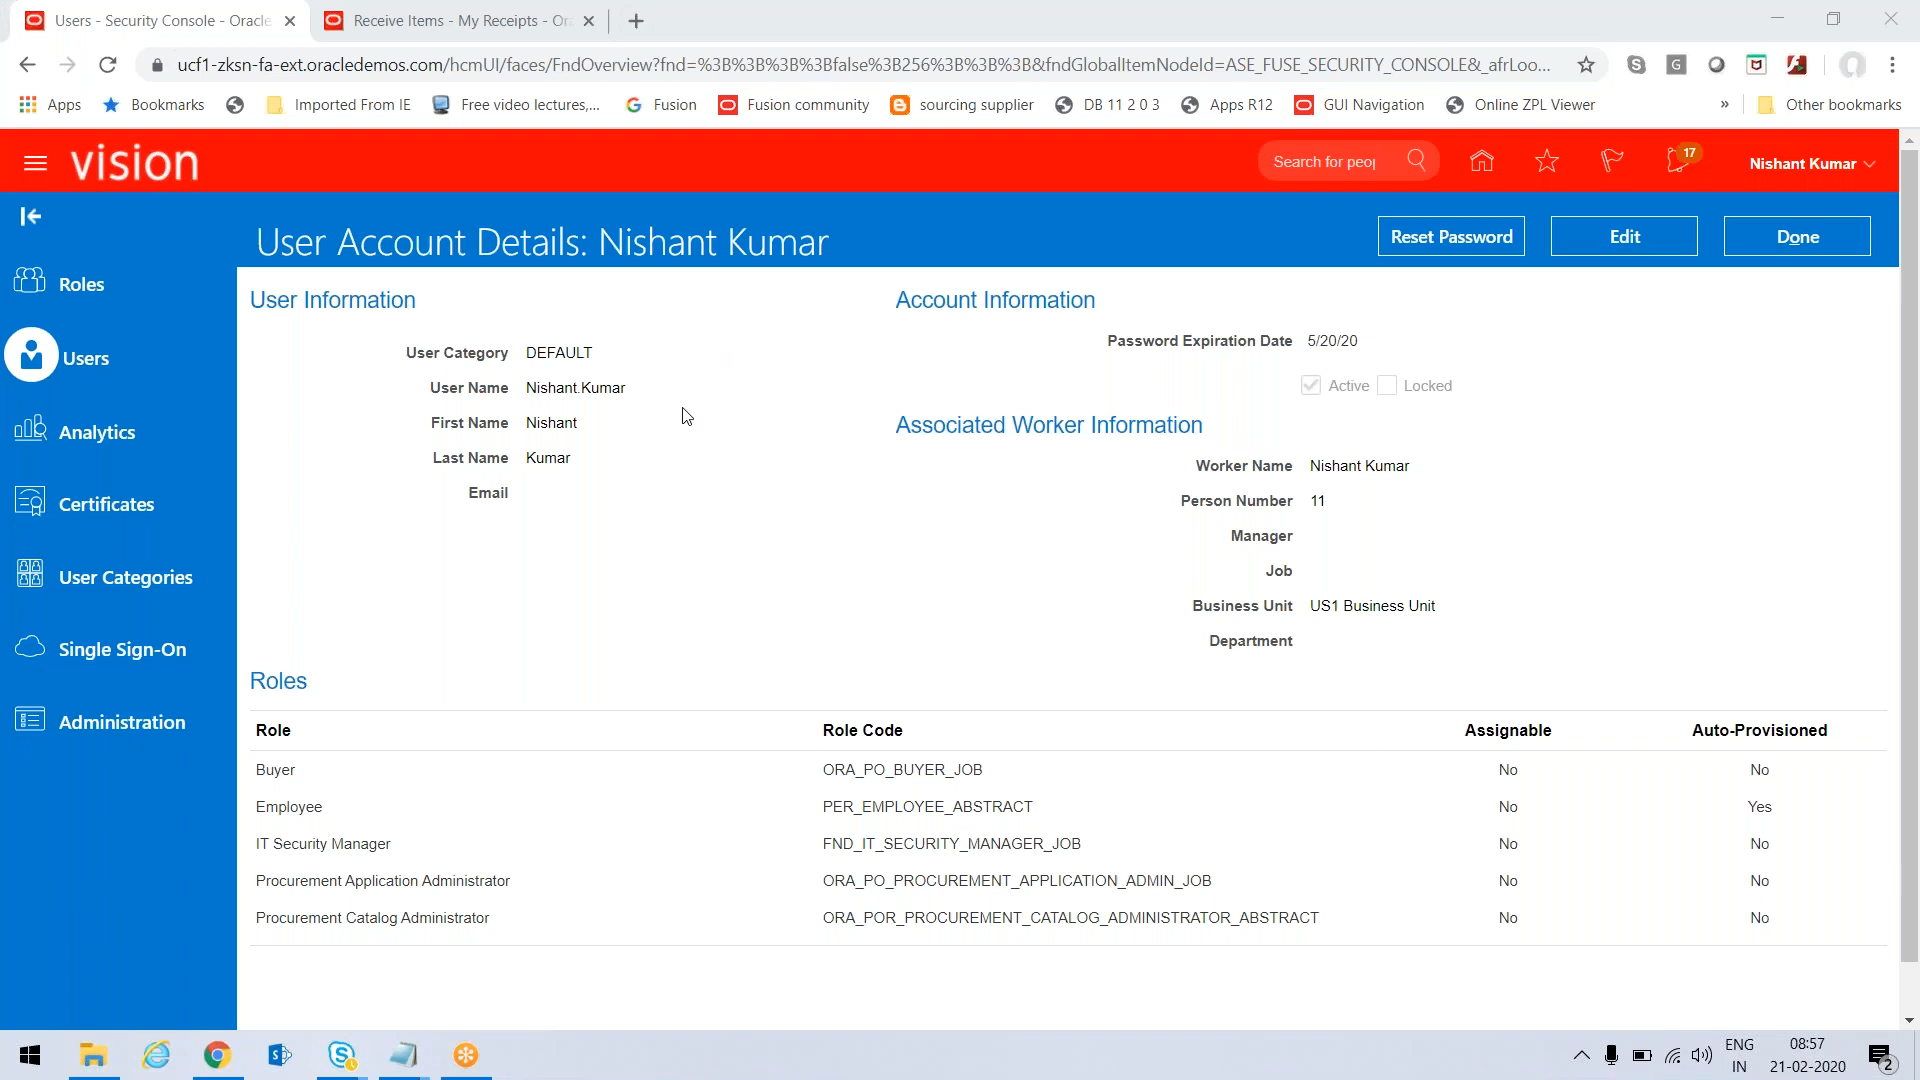 Users - Security Console - Oracle
Receive Items - My Receipts - Or
ucf1-zksn-fa-ext.oracledemos.com/hcmUI/faces/FndOverview?fnd=%3B%3B%3B%3Bfalse%3B256%3B%3B%3B&fndGlobalItemNodeId=ASE_FUSE_SECURITY_CONSOLE&_afrLoo...
Apps Bookmarks Imported From IE Free video lectures,... Fusion Fusion community sourcing supplier DB 11 2 0 3 Apps R12 GUI Navigation Online ZPL Viewer » Other bookmarks
vision Search for peop 17 Nishant Kumar
User Account Details: Nishant Kumar Reset Password Edit Done
Roles
Users
Analytics
Certificates
User Categories
Single Sign-On
Administration
User Information
User Category DEFAULT
User Name Nishant.Kumar
First Name Nishant
Last Name Kumar
Email
Account Information
Password Expiration Date 5/20/20
Active Locked
Associated Worker Information
Worker Name Nishant Kumar
Person Number 11
Manager
Job
Business Unit US1 Business Unit
Department
Roles
Role Role Code Assignable Auto-Provisioned
Buyer ORA_PO_BUYER_JOB No No
Employee PER_EMPLOYEE_ABSTRACT No Yes
IT Security Manager FND_IT_SECURITY_MANAGER_JOB No No
Procurement Application Administrator ORA_PO_PROCUREMENT_APPLICATION_ADMIN_JOB No No
Procurement Catalog Administrator ORA_POR_PROCUREMENT_CATALOG_ADMINISTRATOR_ABSTRACT No No
ENG 08:57
IN 21-02-2020 2